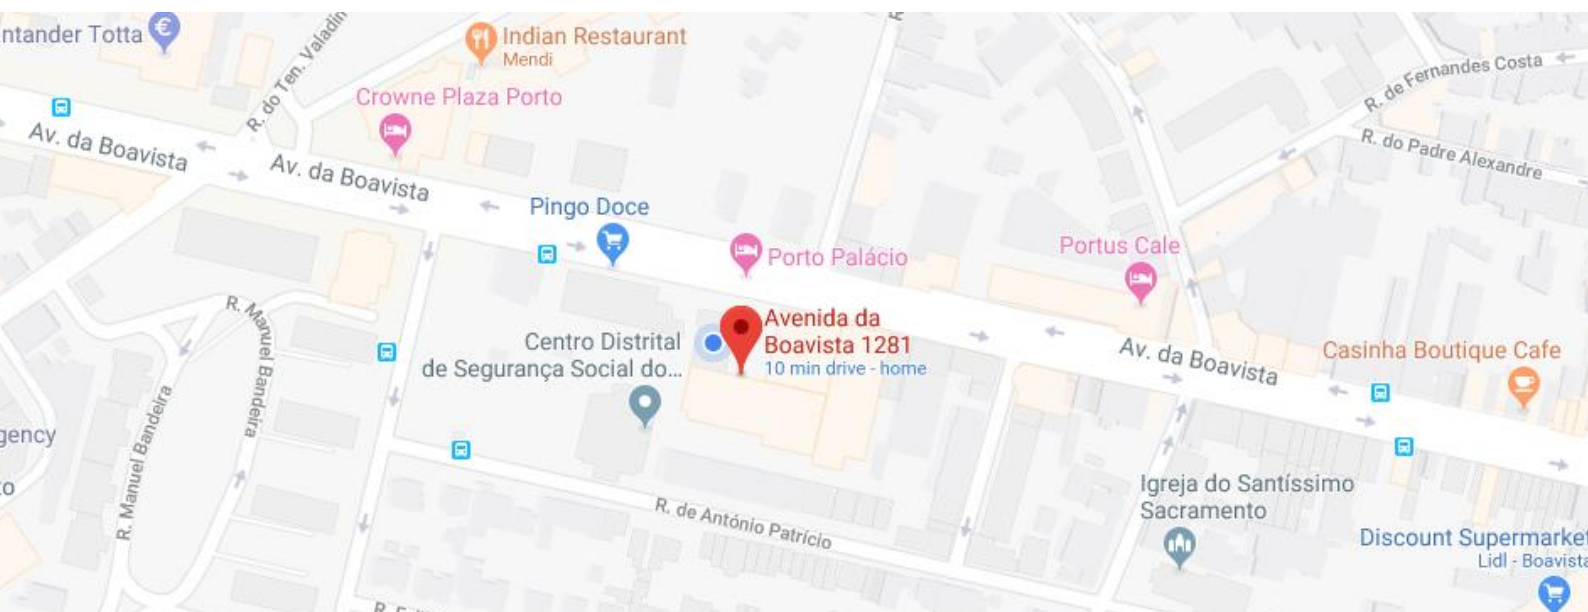 ntander Totta
Indian Restaurant
Mendi
R. do Ten. Valadin
Crowne Plaza Porto
R. de Fernandes Costa
R. do Padre Alexandre
Av. da Boavista
Av. da Boavista
Pingo Doce
Porto Palácio
Portus Cale
R. Manuel Bandeira
Avenida da
Boavista 1281
10 min drive - home
Centro Distrital
de Segurança Social do...
Av. da Boavista
Casinha Boutique Cafe
R. Manuel Bandeira
gency
to
R. de António Patrício
Igreja do Santíssimo
Sacramento
Discount Supermarket
Lidl - Boavista